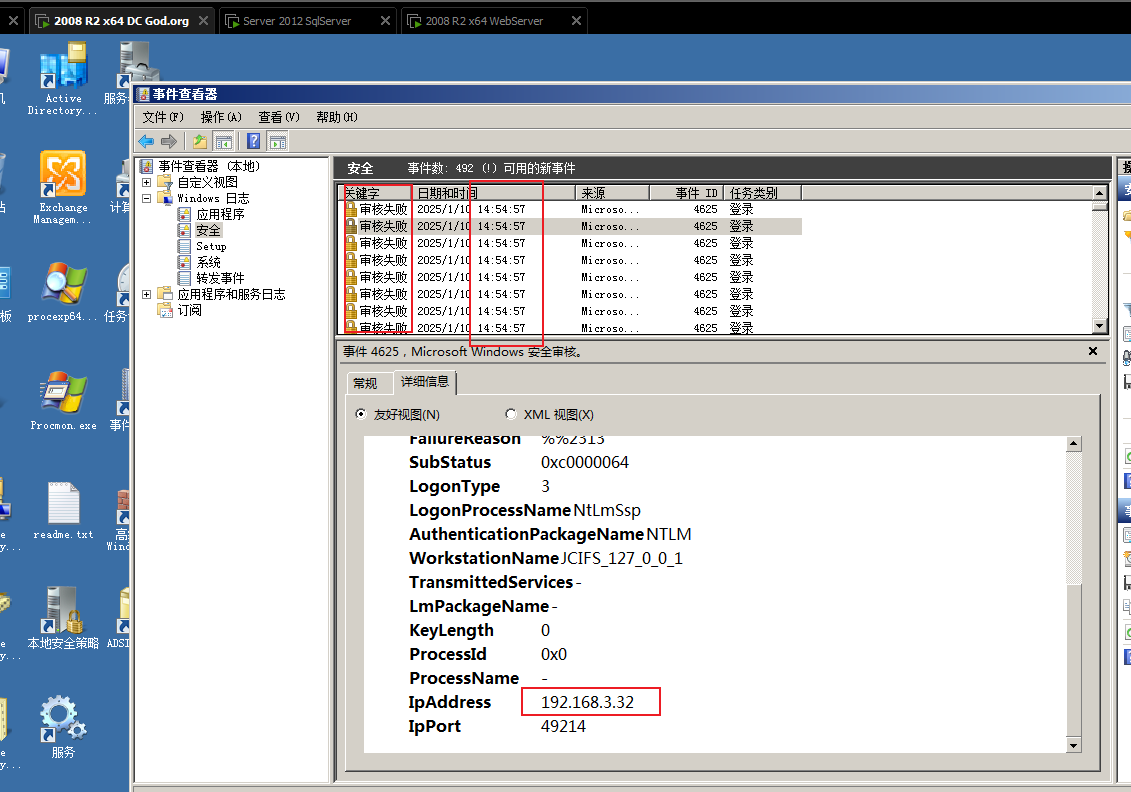 2008 R2 x64 DC God.org
Server 2012 SqlServer
2008 R2 x64 WebServer
Active
Directory...
Exchange
Managem...
procexp64...
Procmon.exe
readme.txt
本地安全策略
服务
事件查看器
文件(F) 操作(A) 查看(V) 帮助(H)
事件查看器 (本地)
自定义视图
Windows 日志
应用程序
安全
Setup
系统
转发事件
应用程序和服务日志
订阅
安全 事件数: 492 (!) 可用的新事件
关键字 日期和时间 来源 事件 ID 任务类别
审核失败 2025/1/10 14:54:57 Microso... 4625 登录
审核失败 2025/1/10 14:54:57 Microso... 4625 登录
审核失败 2025/1/10 14:54:57 Microso... 4625 登录
审核失败 2025/1/10 14:54:57 Microso... 4625 登录
审核失败 2025/1/10 14:54:57 Microso... 4625 登录
审核失败 2025/1/10 14:54:57 Microso... 4625 登录
审核失败 2025/1/10 14:54:57 Microso... 4625 登录
审核失败 2025/1/10 14:54:57 Microso... 4625 登录
事件 4625，Microsoft Windows 安全审核。
常规 详细信息
友好视图(N) XML 视图(X)
FailureReason %%2313
SubStatus 0xc0000064
LogonType 3
LogonProcessName NtLmSsp
AuthenticationPackageName NTLM
WorkstationName JCIFS_127_0_0_1
TransmittedServices -
LmPackageName -
KeyLength 0
ProcessId 0x0
ProcessName -
IpAddress 192.168.3.32
IpPort 49214